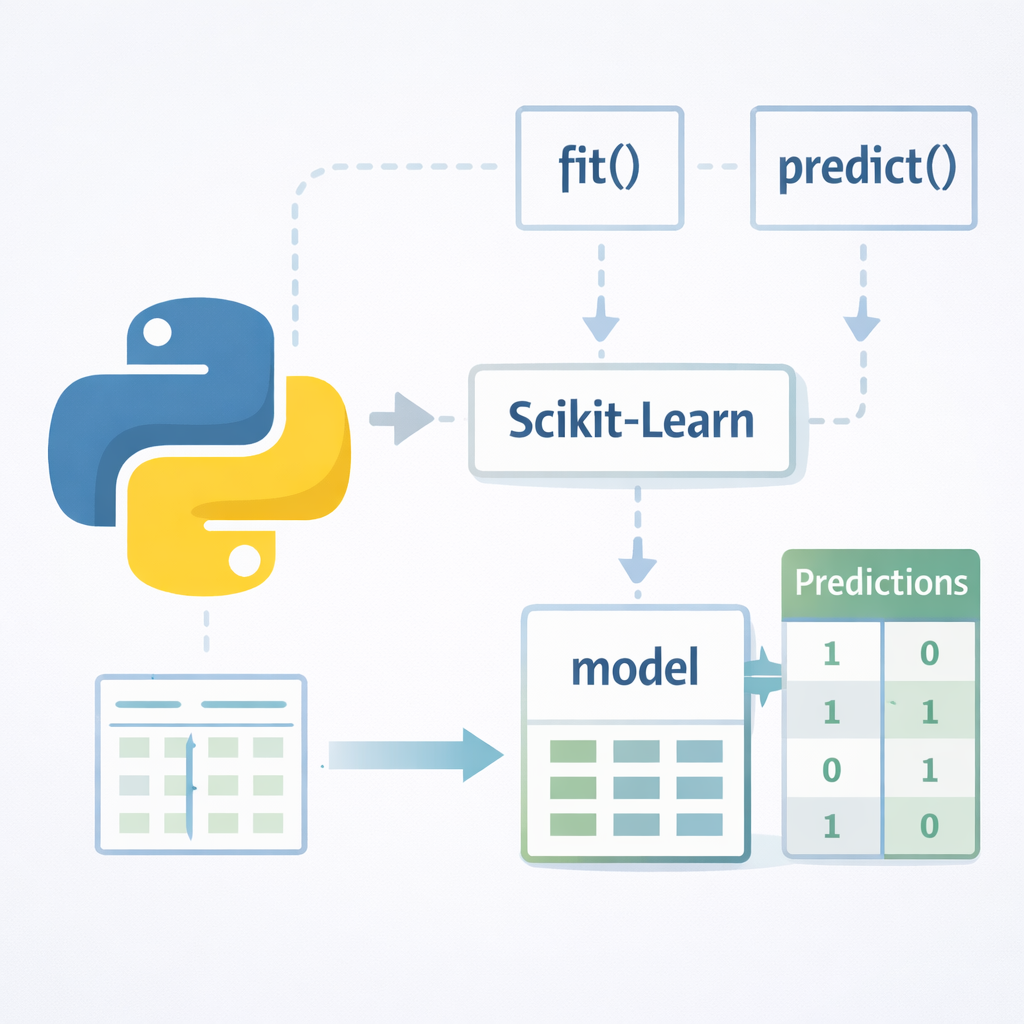 fit()
predict()
Scikit-Learn
model
Predictions
1 0
1 1
0 1
1 0